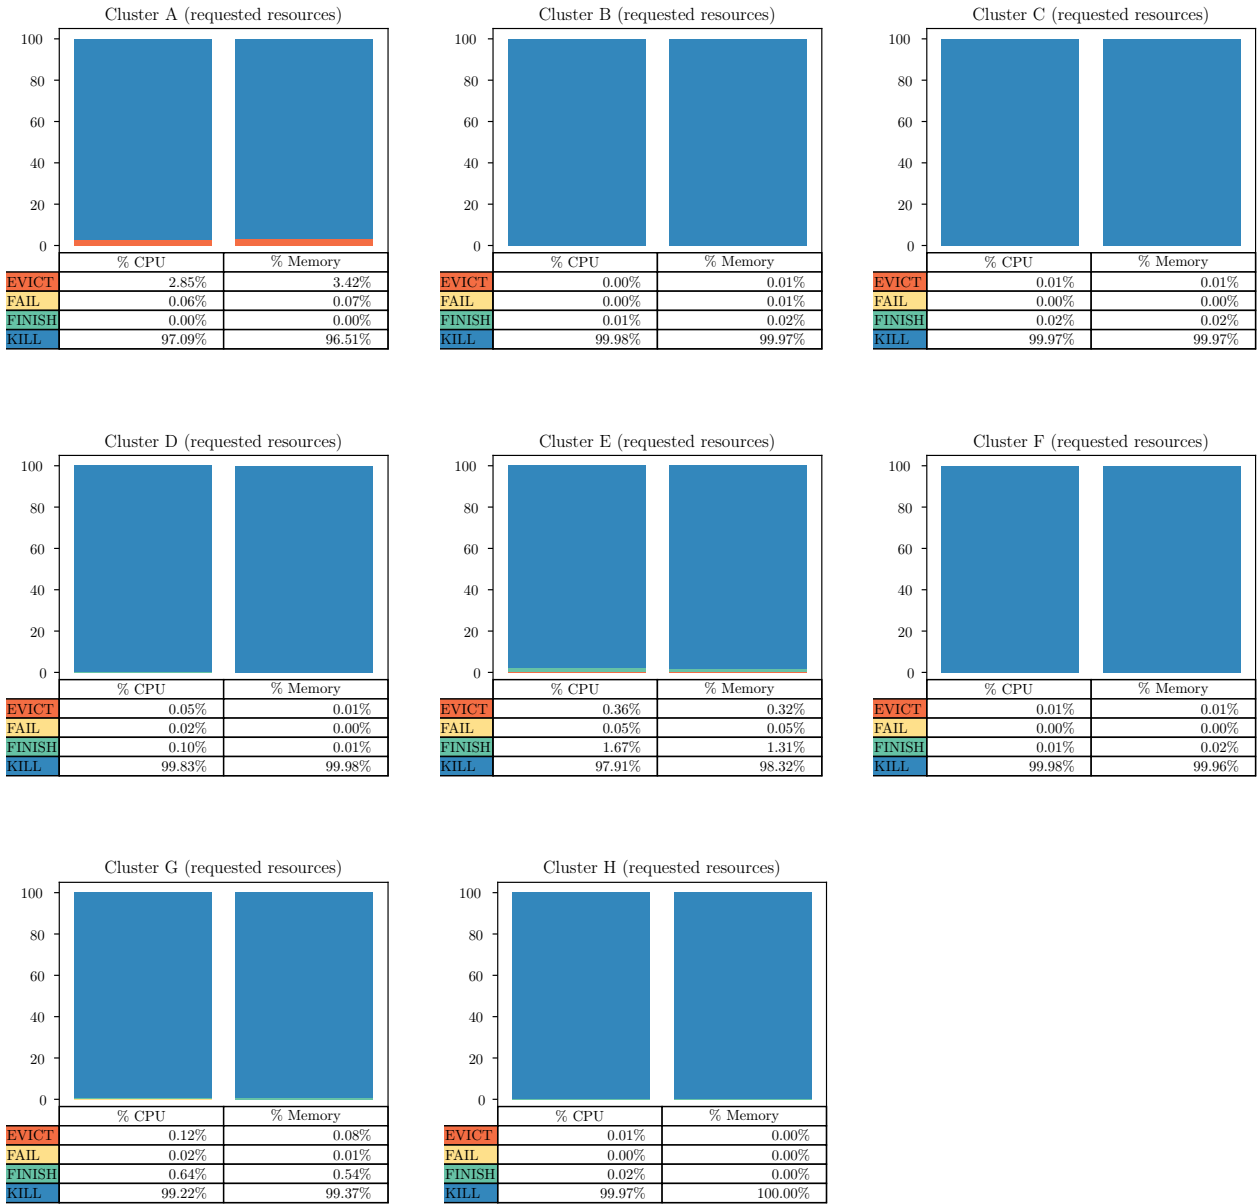 Cluster A (requested resources)
100
80
60
40
20
0
% CPU % Memory
EVICT 2.85% 3.42%
FAIL 0.06% 0.07%
FINISH 0.00% 0.00%
KILL 97.09% 96.51%
Cluster B (requested resources)
100
80
60
40
20
0
% CPU % Memory
EVICT 0.00% 0.01%
FAIL 0.00% 0.01%
FINISH 0.01% 0.02%
KILL 99.98% 99.97%
Cluster C (requested resources)
100
80
60
40
20
0
% CPU % Memory
EVICT 0.01% 0.01%
FAIL 0.00% 0.00%
FINISH 0.02% 0.02%
KILL 99.97% 99.97%
Cluster D (requested resources)
100
80
60
40
20
0
% CPU % Memory
EVICT 0.05% 0.01%
FAIL 0.02% 0.00%
FINISH 0.10% 0.01%
KILL 99.83% 99.98%
Cluster E (requested resources)
100
80
60
40
20
0
% CPU % Memory
EVICT 0.36% 0.32%
FAIL 0.05% 0.05%
FINISH 1.67% 1.31%
KILL 97.91% 98.32%
Cluster F (requested resources)
100
80
60
40
20
0
% CPU % Memory
EVICT 0.01% 0.01%
FAIL 0.00% 0.00%
FINISH 0.01% 0.02%
KILL 99.98% 99.96%
Cluster G (requested resources)
100
80
60
40
20
0
% CPU % Memory
EVICT 0.12% 0.08%
FAIL 0.02% 0.01%
FINISH 0.64% 0.54%
KILL 99.22% 99.37%
Cluster H (requested resources)
100
80
60
40
20
0
% CPU % Memory
EVICT 0.01% 0.00%
FAIL 0.00% 0.00%
FINISH 0.02% 0.00%
KILL 99.97% 100.00%